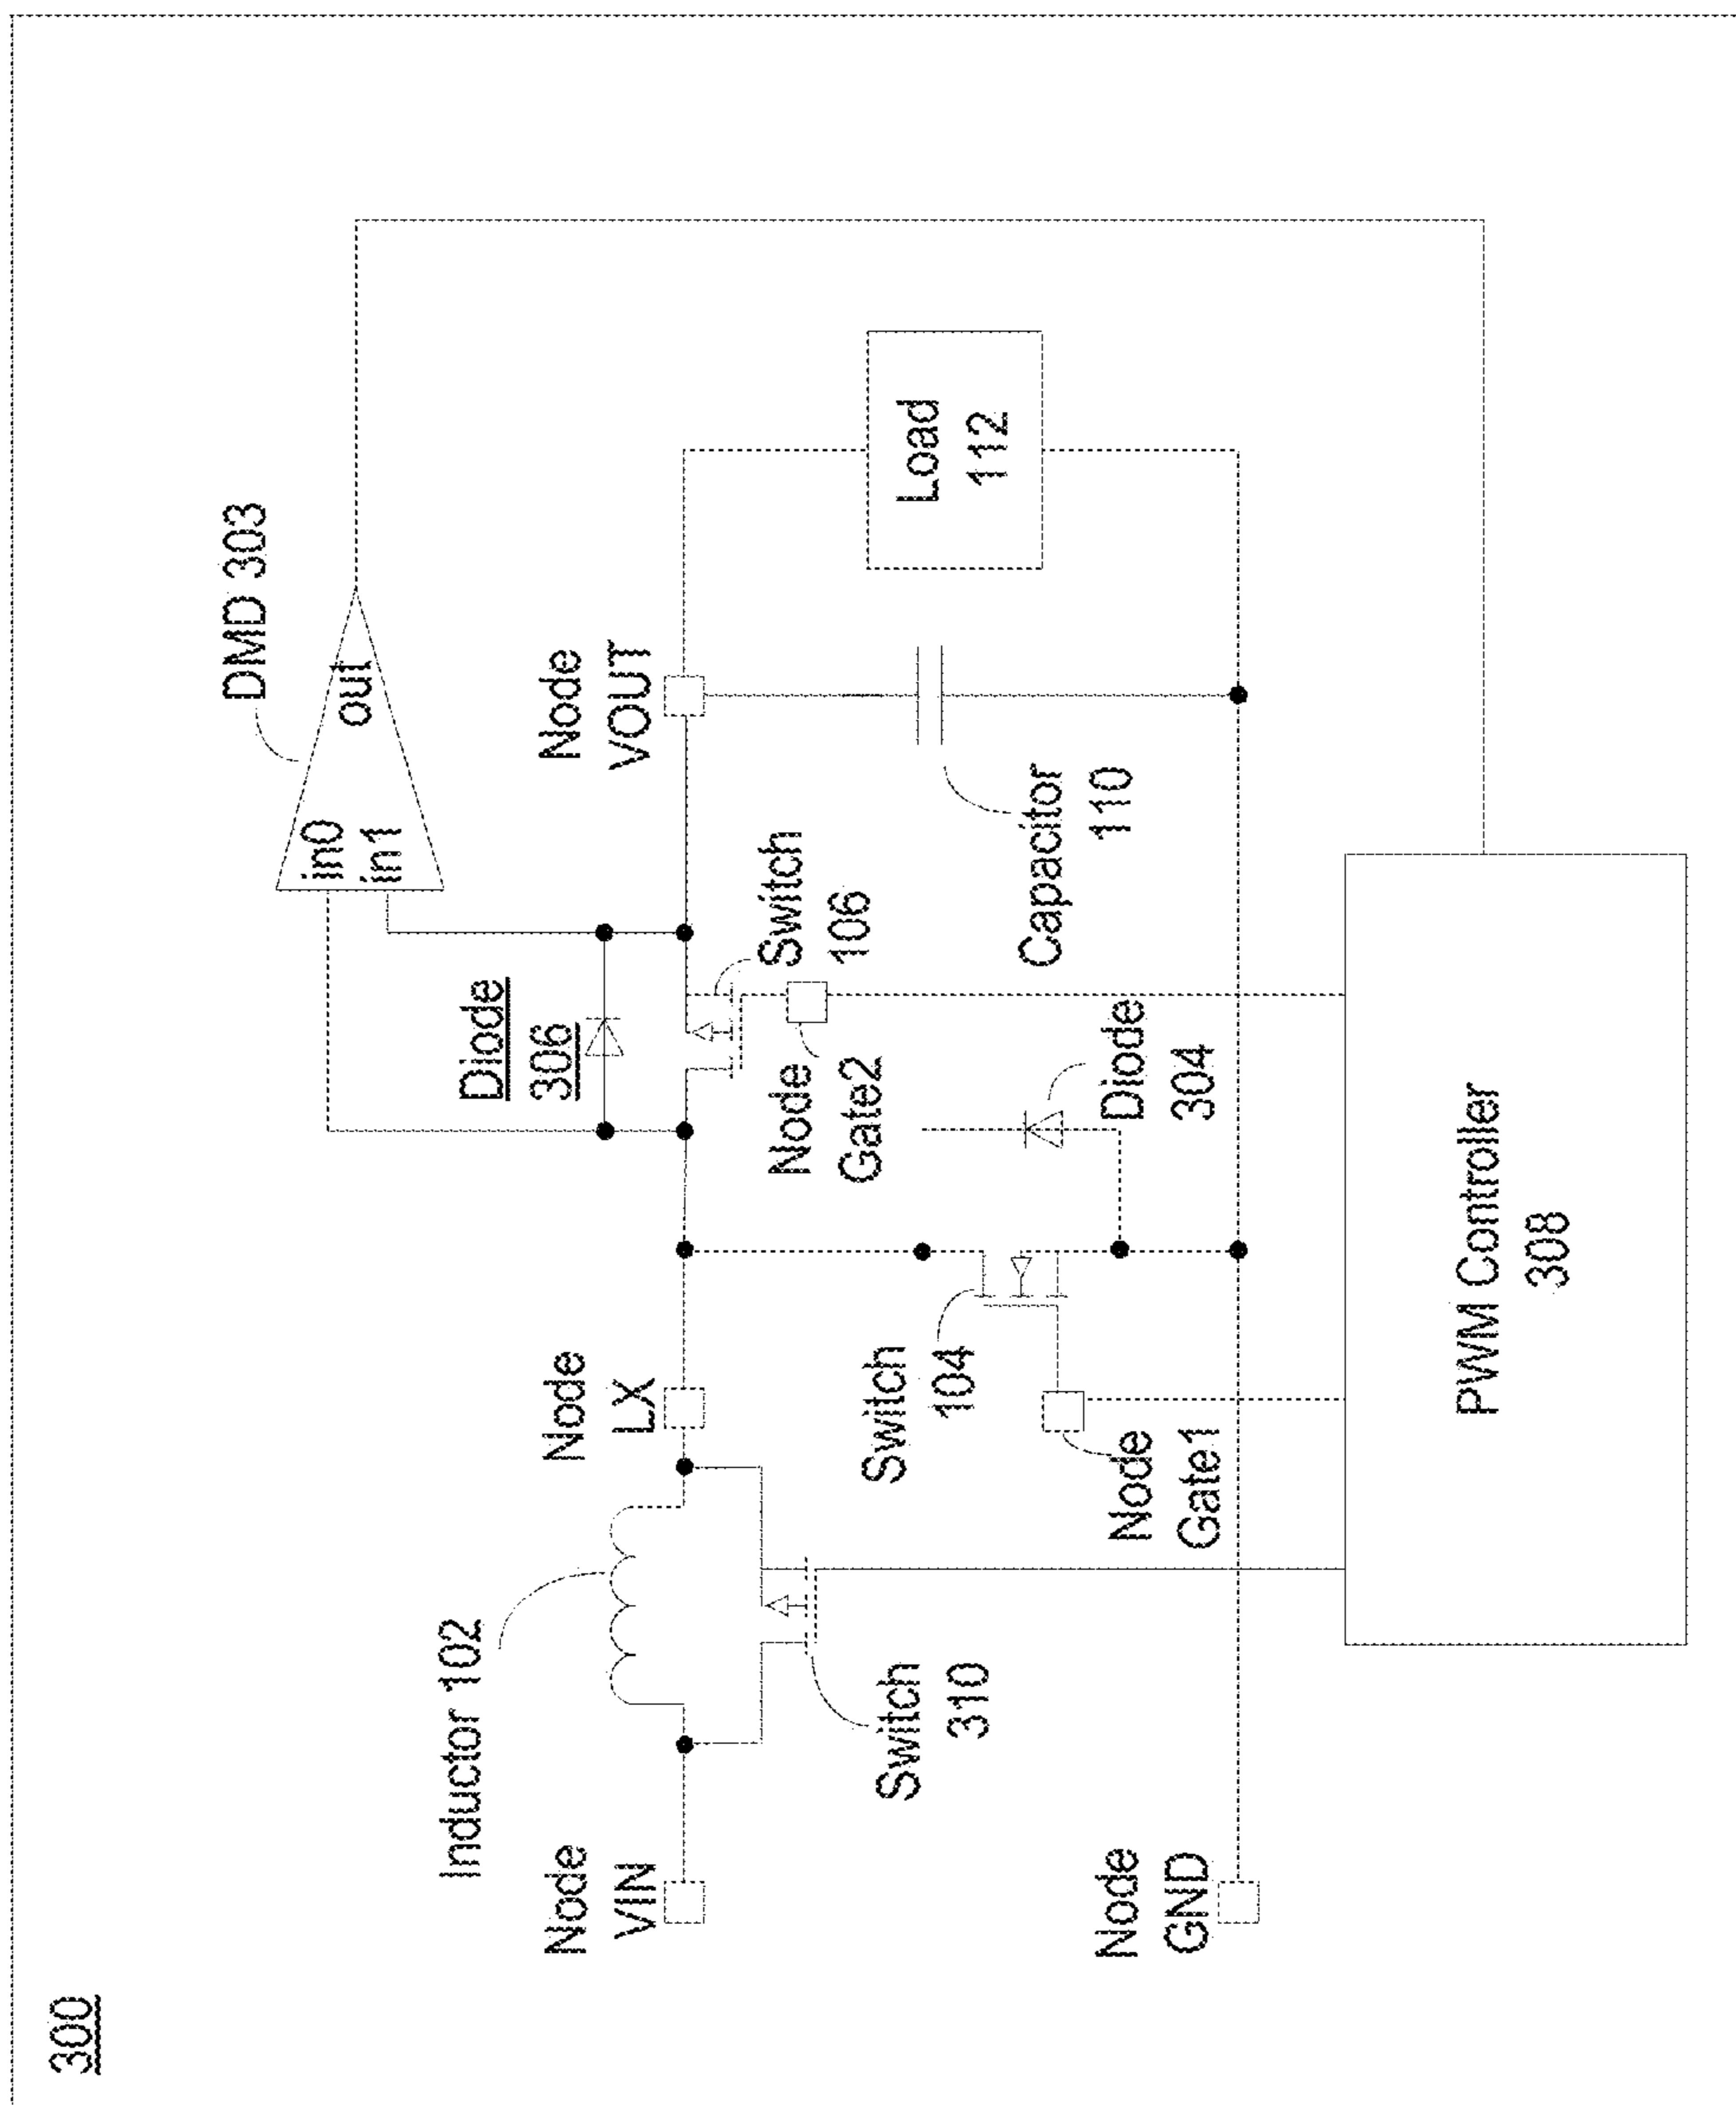 300
DMD 303
in0
in1
out
Diode
306
Node
VOUT
Inductor 102
Node
LX
Node
VIN
Switch
106
Node
Gate2
Load
112
Capacitor
110
Diode
304
Switch
104
Switch
310
Node
Gate1
Node
GND
PWM Controller
308